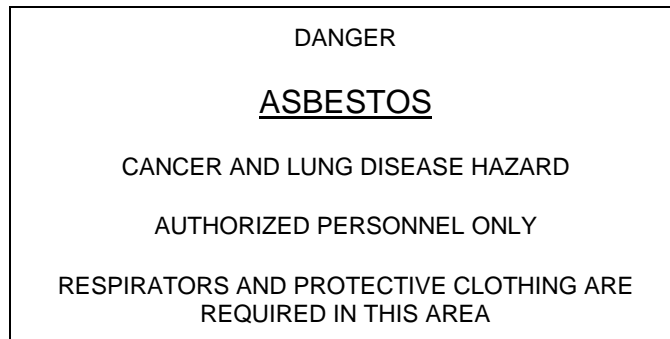 DANGER
ASBESTOS
CANCER AND LUNG DISEASE HAZARD
AUTHORIZED PERSONNEL ONLY
RESPIRATORS AND PROTECTIVE CLOTHING ARE
REQUIRED IN THIS AREA